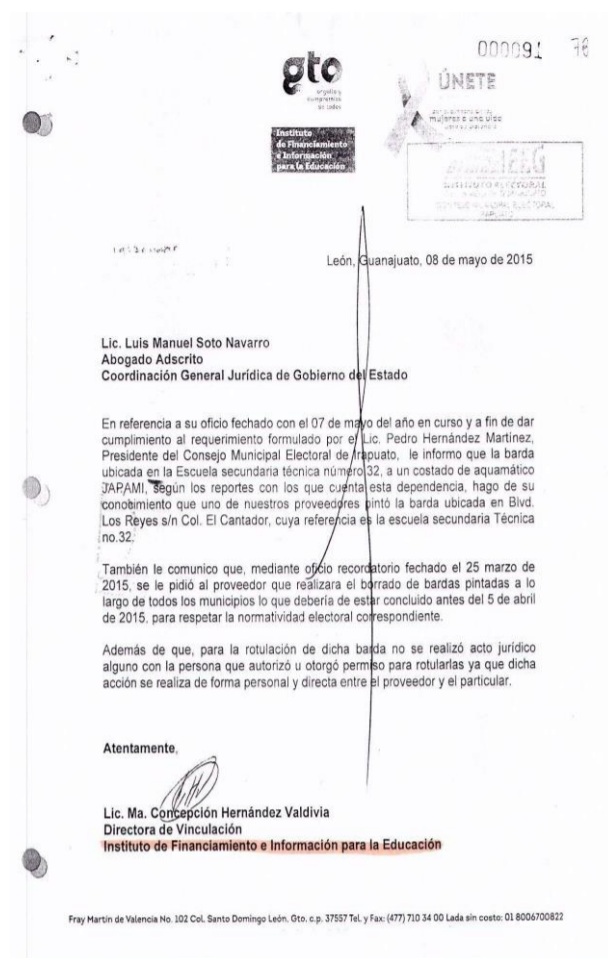 000091 76
gto
orgullo y
compromiso
de todos
ÚNETE
mujeres a una vida
Instituto
de Financiamiento
e Información
para la Educación
INSTITUTO ELECTORAL
León, Guanajuato, 08 de mayo de 2015
Lic. Luis Manuel Soto Navarro
Abogado Adscrito
Coordinación General Jurídica de Gobierno del Estado
En referencia a su oficio fechado con el 07 de mayo del año en curso y a fin de dar
cumplimiento al requerimiento formulado por el Lic. Pedro Hernández Martínez,
Presidente del Consejo Municipal Electoral de Irapuato, le informo que la barda
ubicada en la Escuela secundaria técnica número 32, a un costado de aquamático
JAPAMI, según los reportes con los que cuenta esta dependencia, hago de su
conocimiento que uno de nuestros proveedores pintó la barda ubicada en Blvd.
Los Reyes s/n Col. El Cantador, cuya referencia es la escuela secundaria Técnica
no.32.
También le comunico que, mediante oficio recordatorio fechado el 25 marzo de
2015, se le pidió al proveedor que realizara el borrado de bardas pintadas a lo
largo de todos los municipios lo que debería de estar concluido antes del 5 de abril
de 2015, para respetar la normatividad electoral correspondiente.
Además de que, para la rotulación de dicha barda no se realizó acto jurídico
alguno con la persona que autorizó u otorgó permiso para rotularlas ya que dicha
acción se realiza de forma personal y directa entre el proveedor y el particular.
Atentamente,
Lic. Ma. Concepción Hernández Valdivia
Directora de Vinculación
Instituto de Financiamiento e Información para la Educación
Fray Martín de Valencia No. 102 Col. Santo Domingo León, Gto. c.p. 37557 Tel. y Fax: (477) 710 34 00 Lada sin costo: 01 8006700822